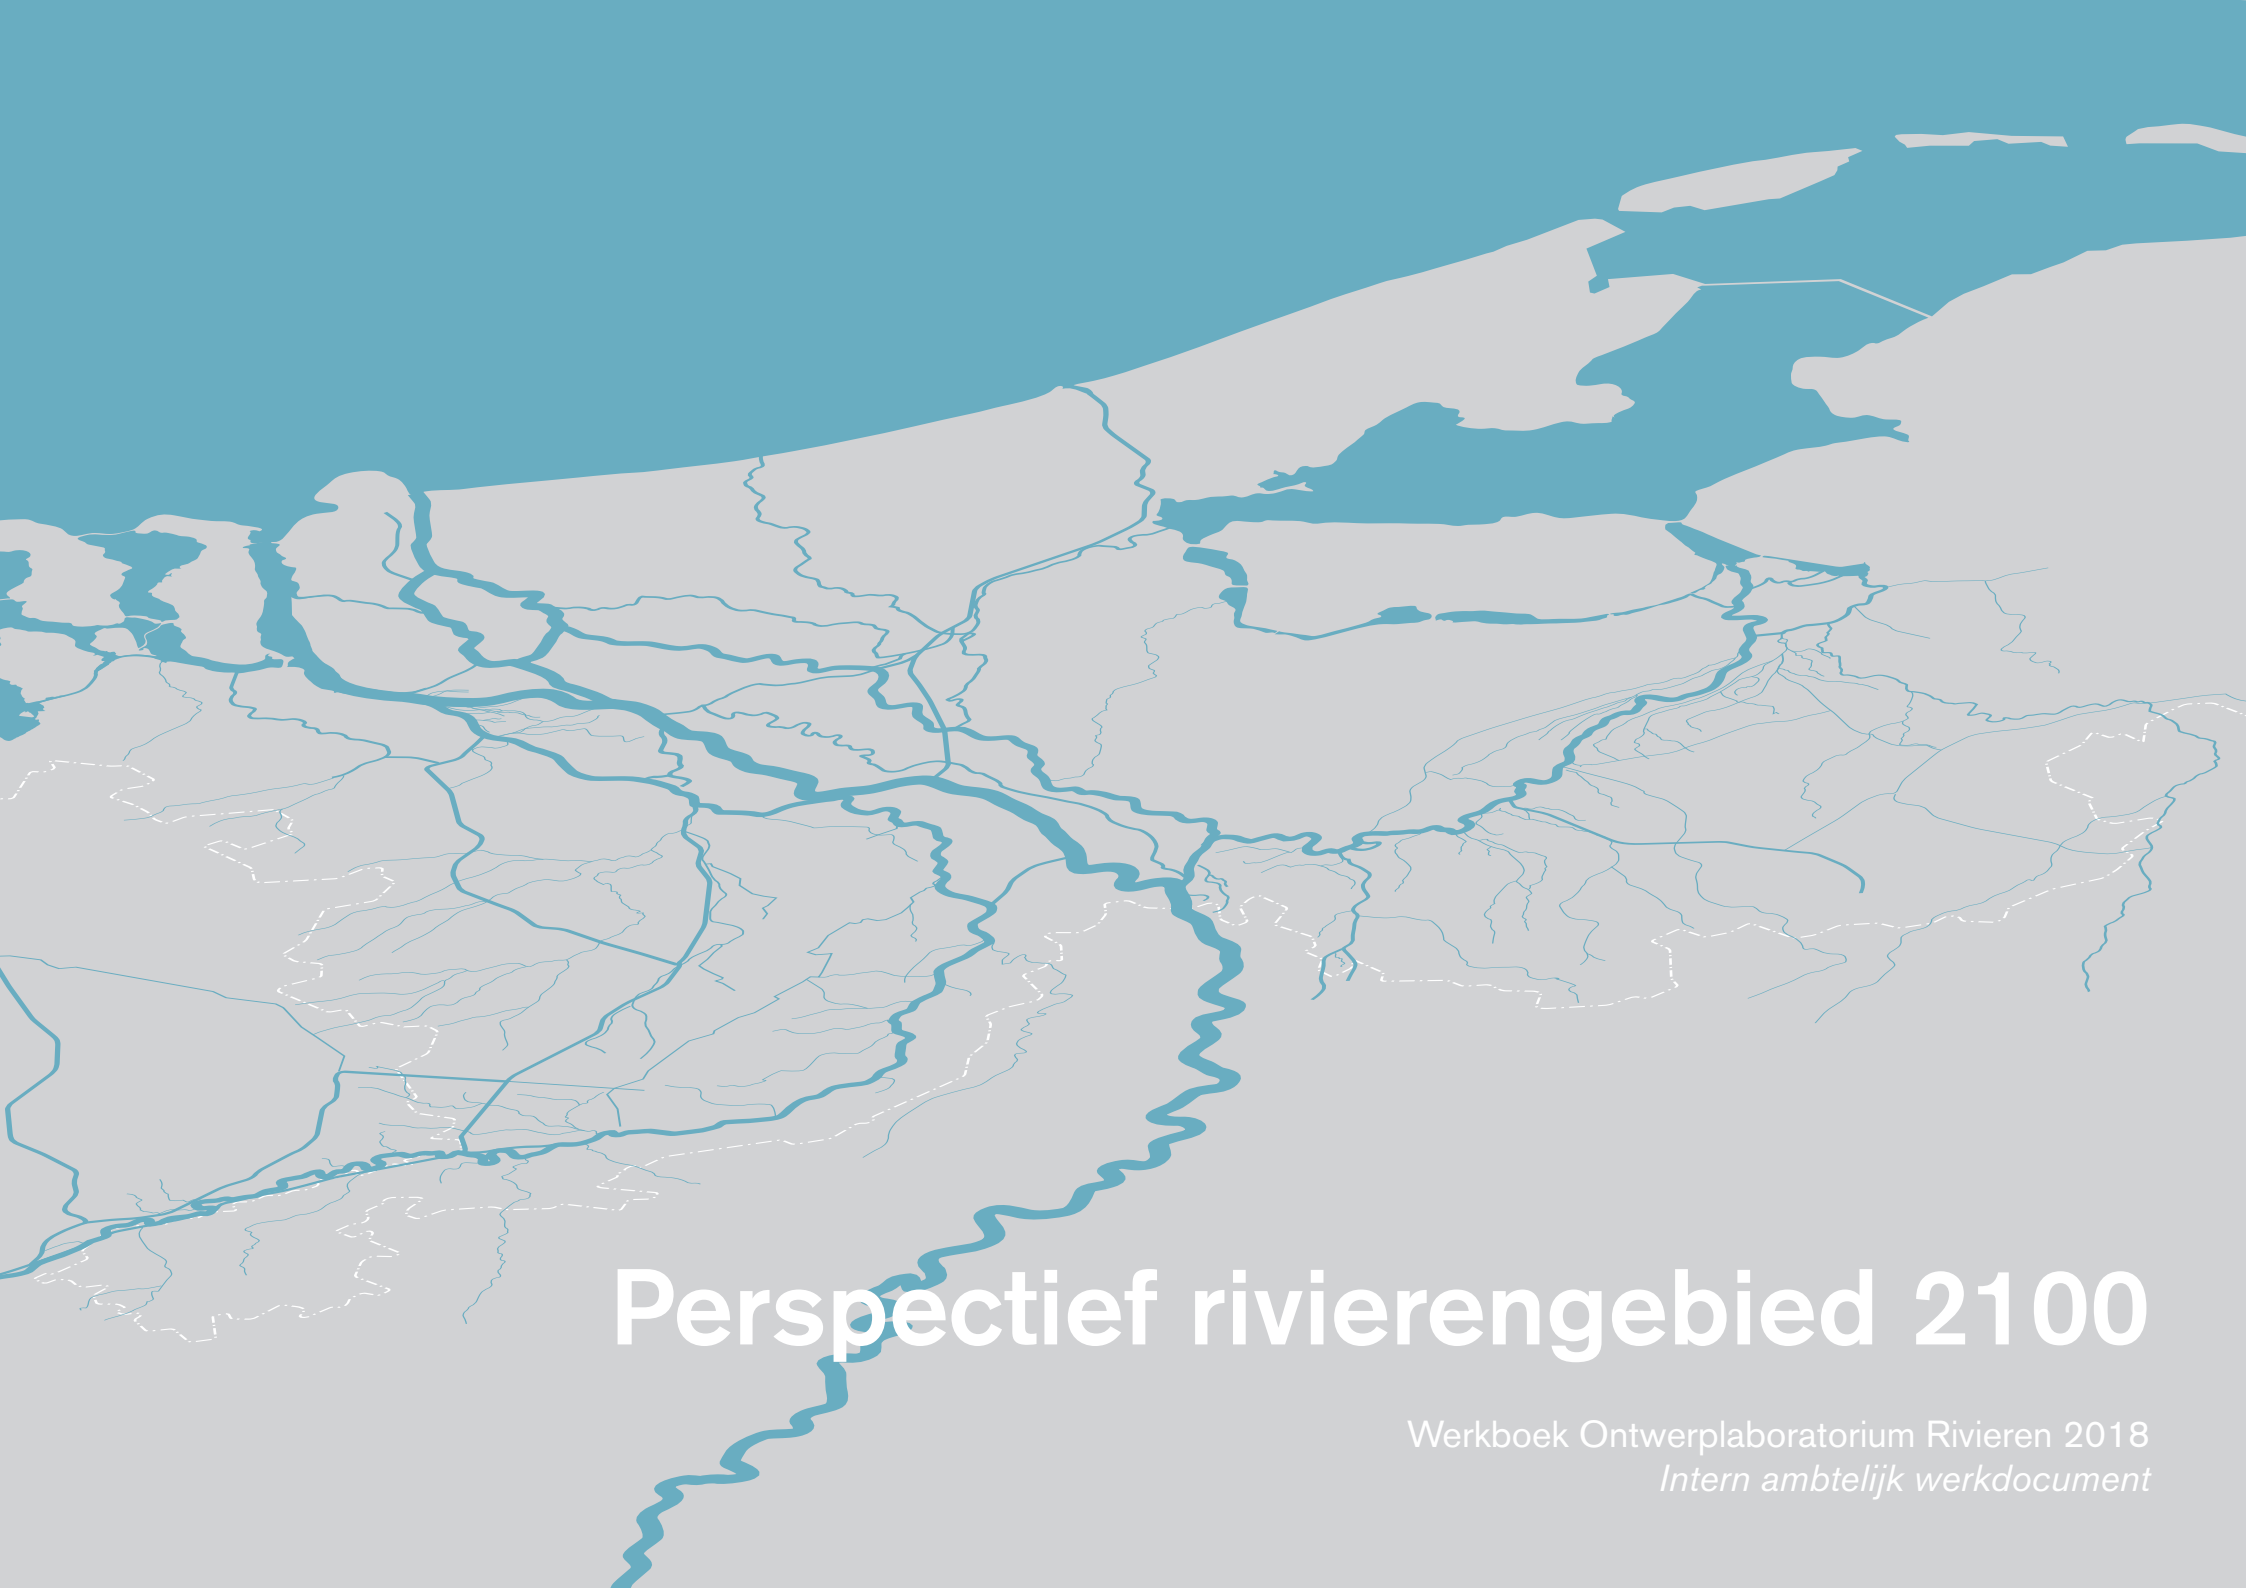 Perspectief rivierengebied 2100
Werkboek Ontwerplaboratorium Rivieren 2018
Intern ambtelijk werkdocument